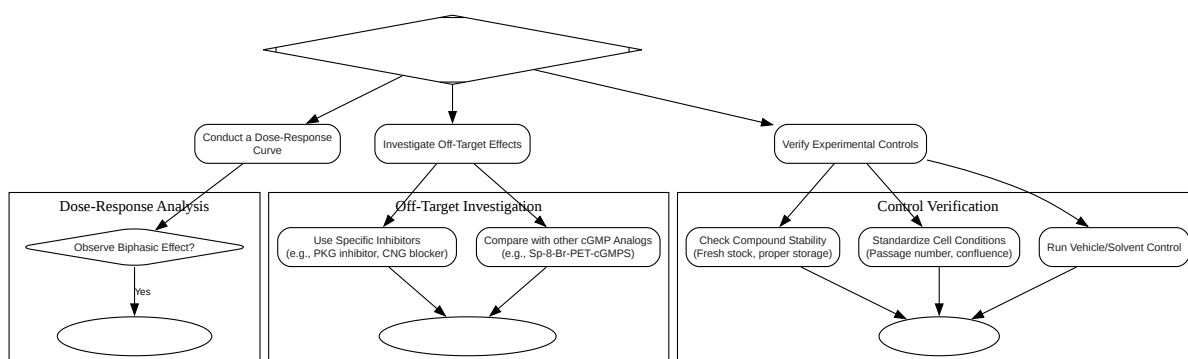 Conduct a Dose-Response
Curve
Investigate Off-Target Effects
Verify Experimental Controls
Dose-Response Analysis
Off-Target Investigation
Control Verification
Observe Biphasic Effect?
Use Specific Inhibitors
(e.g., PKG inhibitor, CNG blocker)
Compare with other cGMP Analogs
(e.g., Sp-8-Br-PET-cGMPS)
Check Compound Stability
(Fresh stock, proper storage)
Standardize Cell Conditions
(Passage number, confluence)
Run Vehicle/Solvent Control
Yes